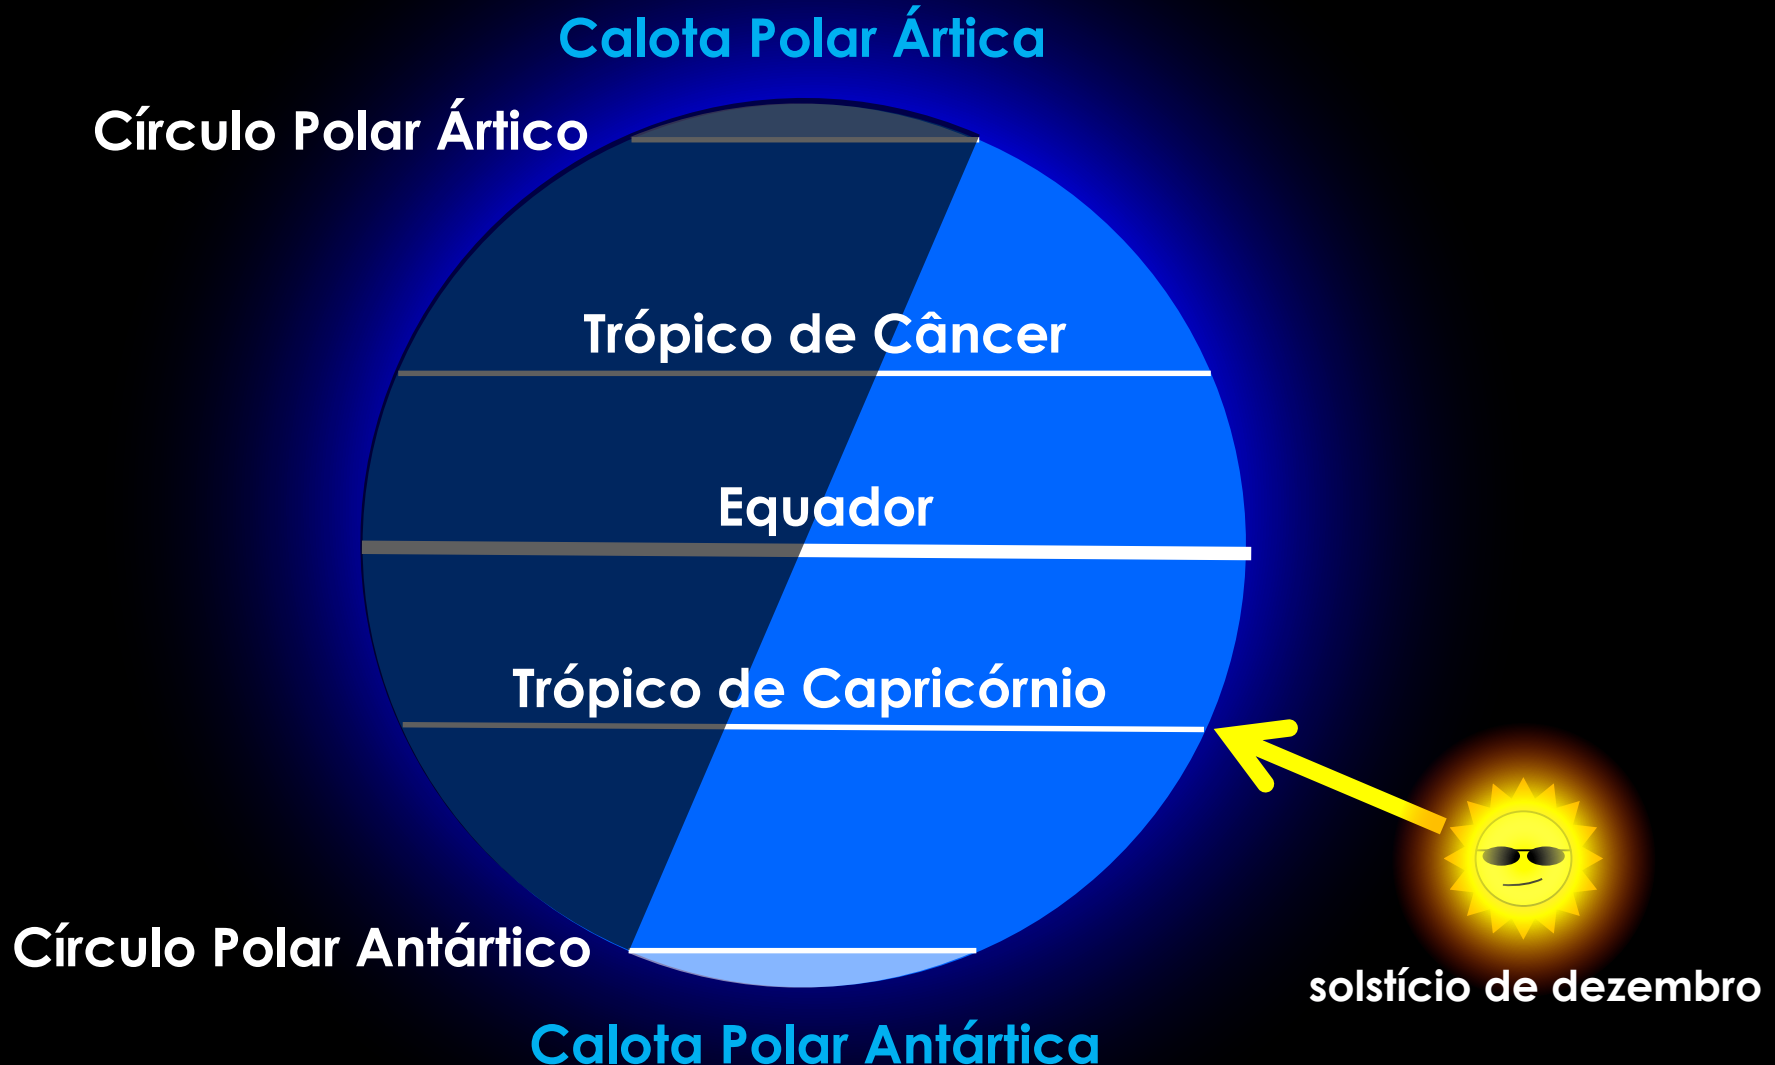 Calota Polar Ártica
Círculo Polar Ártico
Trópico de Câncer
Equador
Trópico de Capricórnio
Círculo Polar Antártico
solstício de dezembro
Calota Polar Antártica